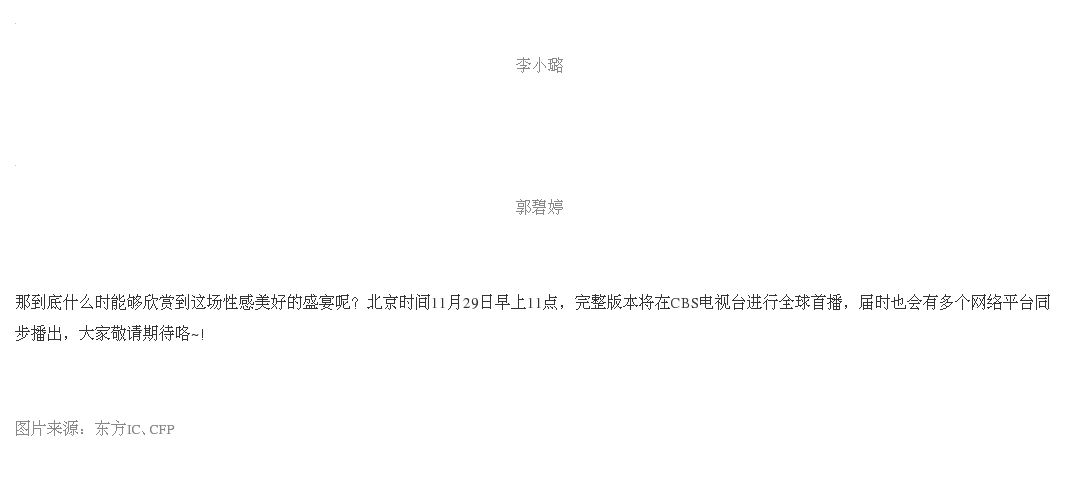 李小璐
郭碧婷
那到底什么时能够欣赏到这场性感美好的盛宴呢？北京时间11月29日早上11点，完整版本将在CBS电视台进行全球首播，届时也会有多个网络平台同
步播出，大家敬请期待咯~!
图片来源：东方IC、CFP